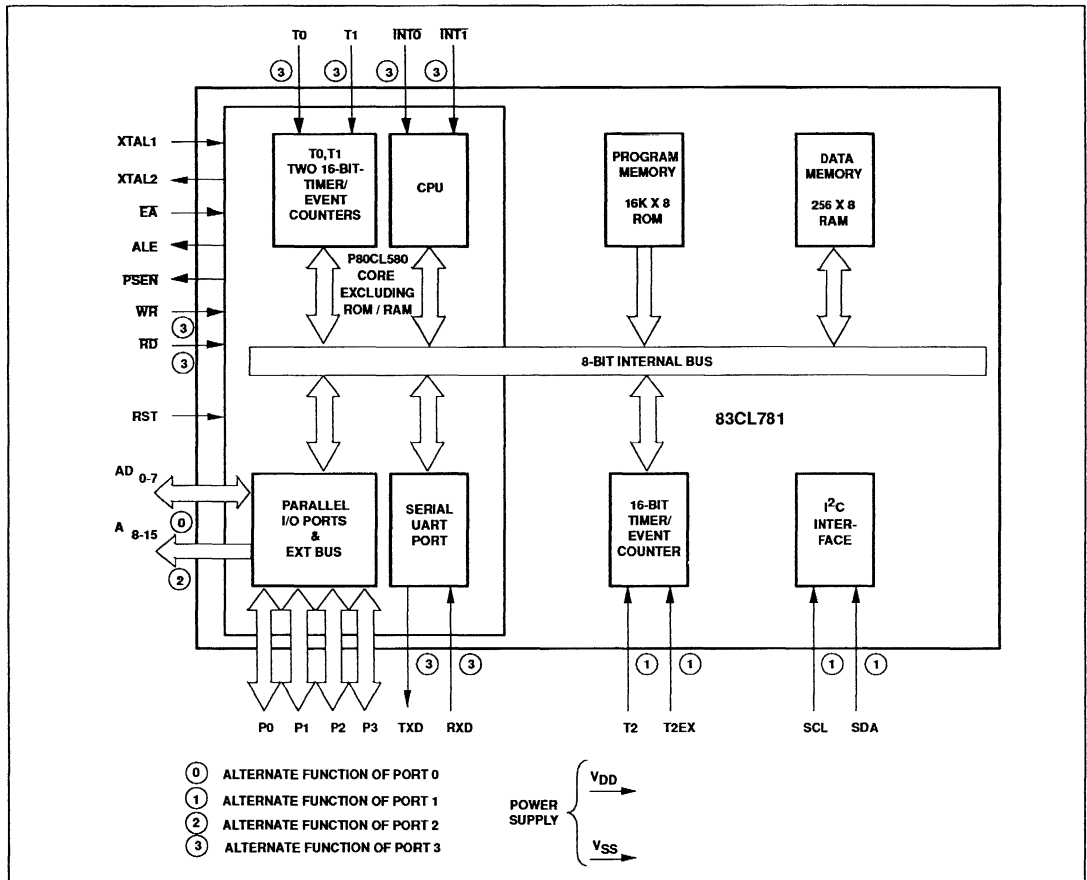 T0 T1 INT0 INT1
3 3 3 3
XTAL1
XTAL2
EA
ALE
PSEN
WR
3
RD
3
RST
AD 0-7
0
A 8-15
2
T0,T1
TWO 16-BIT-
TIMER/
EVENT
COUNTERS
CPU
P80CL580
CORE
EXCLUDING
ROM / RAM
PROGRAM
MEMORY
16K X 8
ROM
DATA
MEMORY
256 X 8
RAM
8-BIT INTERNAL BUS
83CL781
PARALLEL
I/O PORTS
&
EXT BUS
SERIAL
UART
PORT
16-BIT
TIMER/
EVENT
COUNTER
I2C
INTER-
FACE
3 3 1 1 1 1
P0 P1 P2 P3 TXD RXD T2 T2EX SCL SDA
0 ALTERNATE FUNCTION OF PORT 0
1 ALTERNATE FUNCTION OF PORT 1
2 ALTERNATE FUNCTION OF PORT 2
3 ALTERNATE FUNCTION OF PORT 3
POWER
SUPPLY
VDD
VSS